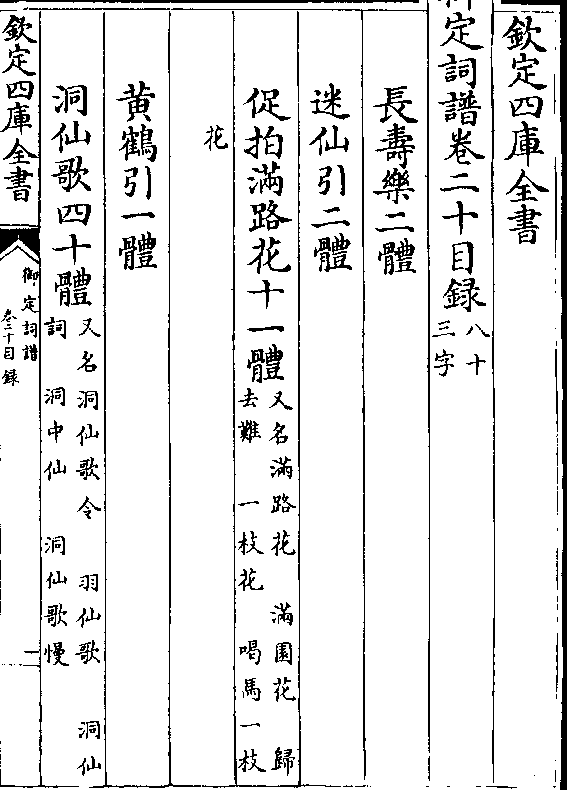 欽定四庫全書
御定詞譜卷二十目録八十三字
長壽樂二體
迷仙引二體
促拍滿路花十一體又名滿路花 滿園花 歸去難 一枝花 喝馬一枝
花
黄鶴引一體
洞仙歌四十體又名洞仙歌令 羽仙歌 洞仙詞 洞中仙 洞仙歌慢
欽定四庫全書
御定詞譜
卷二十目録
一